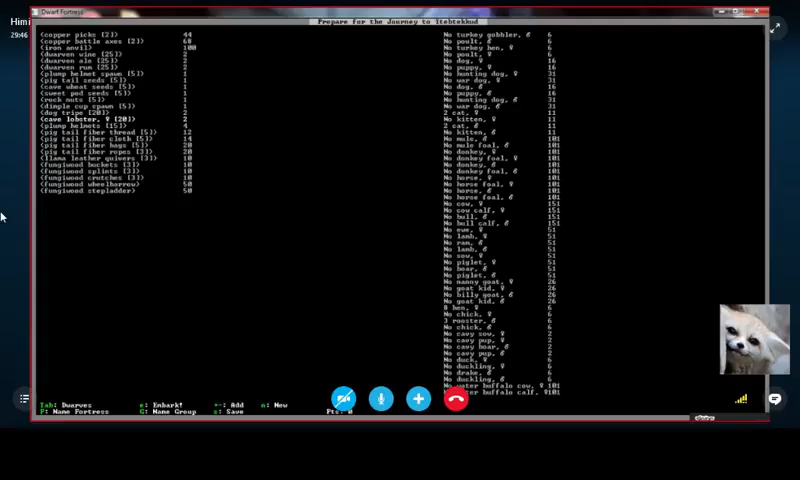 Dwarf Fortress
Himi
29:46
Prepare for the Journey to
(copper picks [2]) 44
(copper battle axes [2]) 68
(iron anvil) 100
(dwarven wine [25]) 2
(dwarven ale [25]) 2
(dwarven rum [25]) 2
(plump helmet spawn [5]) 1
(pig tail seeds [5]) 1
(cave wheat seeds [5]) 1
(sweet pod seeds [5]) 1
(rock nuts [5]) 1
(dimple cup spawn [5]) 1
(dog tripe [20]) 2
(cave lobster, ♀ [20]) 2
(plump helmets [15]) 4
(pig tail fiber thread [5]) 12
(pig tail fiber cloth [5]) 14
(pig tail fiber bags [5]) 20
(pig tail fiber ropes [3]) 20
(llama leather quivers [3]) 10
(fungiwood buckets [3]) 10
(fungiwood splints [3]) 10
(fungiwood crutches [3]) 10
(fungiwood wheelbarrow) 50
(fungiwood stepladder) 50
No turkey gobbler, ♂ 6
No poult, ♂ 6
No turkey hen, ♀ 6
No poult, ♀ 6
No dog, ♀ 16
No puppy, ♀ 16
No hunting dog, ♀ 31
No war dog, ♀ 31
No dog, ♂ 16
No puppy, ♂ 16
No hunting dog, ♂ 31
No war dog, ♂ 31
2 cat, ♀ 11
No kitten, ♀ 11
2 cat, ♂ 11
No kitten, ♂ 11
No mule, ♂ 101
No mule foal, ♂ 101
No donkey, ♀ 101
No donkey foal, ♀ 101
No donkey, ♂ 101
No donkey foal, ♂ 101
No horse, ♀ 101
No horse foal, ♀ 101
No horse, ♂ 101
No horse foal, ♂ 101
No cow, ♀ 151
No cow calf, ♀ 151
No bull, ♂ 151
No bull calf, ♂ 151
No ewe, ♀ 51
No lamb, ♀ 51
No ram, ♂ 51
No lamb, ♂ 51
No sow, ♀ 51
No piglet, ♀ 51
No boar, ♂ 51
No piglet, ♂ 51
No nanny goat, ♀ 26
No goat kid, ♀ 26
No billy goat, ♂ 26
No goat kid, ♂ 26
8 hen, ♀ 6
No chick, ♀ 6
3 rooster, ♂ 6
No chick, ♂ 6
No cavy sow, ♀ 2
No cavy pup, ♀ 2
No cavy boar, ♂ 2
No cavy pup, ♂ 2
No duck, ♀ 6
No duckling, ♀ 6
No drake, ♂ 6
No duckling, ♂ 6
No water buffalo cow, ♀ 101
water buffalo calf, ♀101
Tab: Dwarves e: Embark! +-: Add n: New
P: Name Fortress G: Name Group s: Save Pts: 0